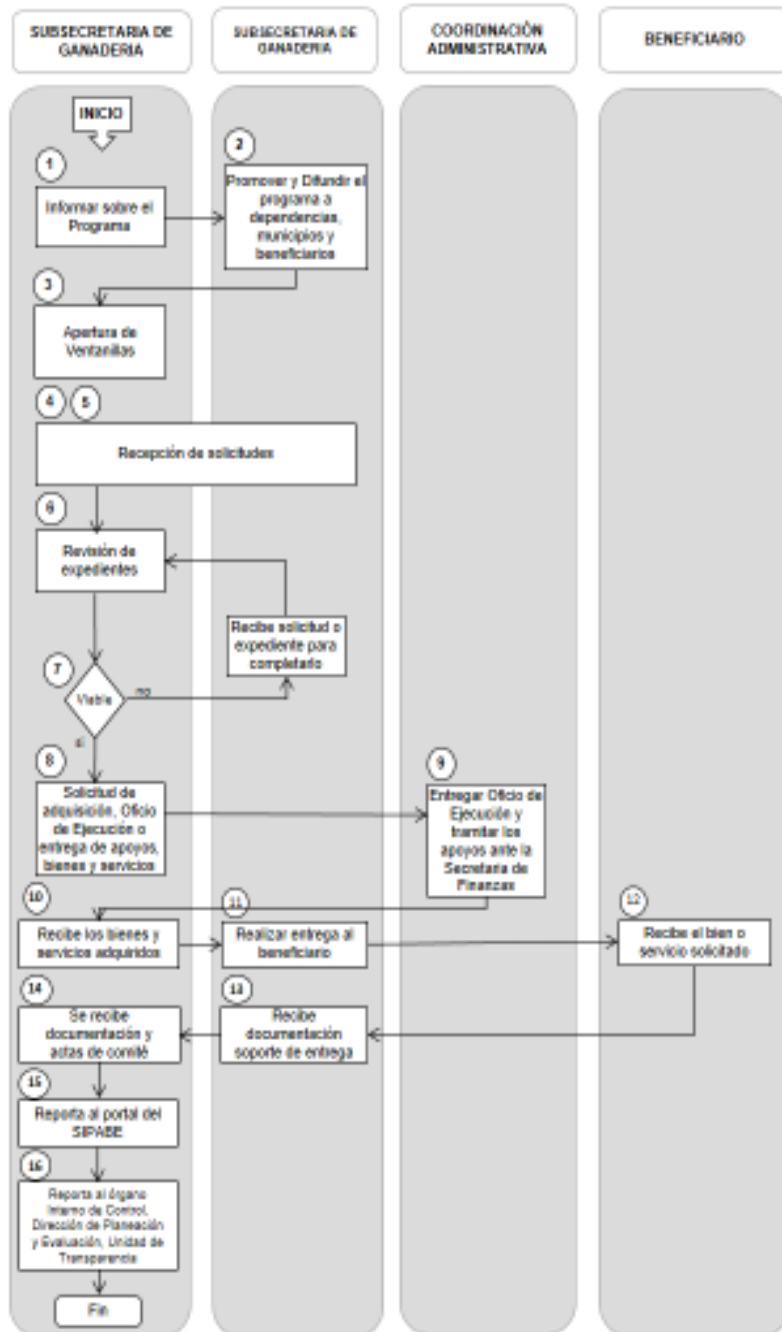 SUBSECRETARIA DE
GANADERIA
SUBSECRETARIA DE
GANADERIA
COORDINACIÓN
ADMINISTRATIVA
BENEFICIARIO
INICIO
1
Informar sobre el
Programa
2
Promover y Difundir el
programa a
dependencias,
municipios y
beneficiarios
3
Apertura de
Ventanillas
4 5
Recepción de solicitudes
6
Revisión de
expedientes
Recibe solicitud o
expediente para
completarlo
7
Viable
no
si
8
Solicitud de
adquisición, Oficio
de Ejecución o
entrega de apoyos,
bienes y servicios
9
Entregar Oficio de
Ejecución y
tramitar los
apoyos ante la
Secretaria de
Finanzas
10
Recibe los bienes y
servicios adquiridos
11
Realizar entrega al
beneficiario
12
Recibe el bien o
servicio solicitado
13
Recibe
documentación
soporte de entrega
14
Se recibe
documentación y
actas de comité
15
Reporta al portal del
SIPABE
16
Reporta al órgano
Interno de Control,
Dirección de Planeación
y Evaluación, Unidad de
Transparencia
Fin